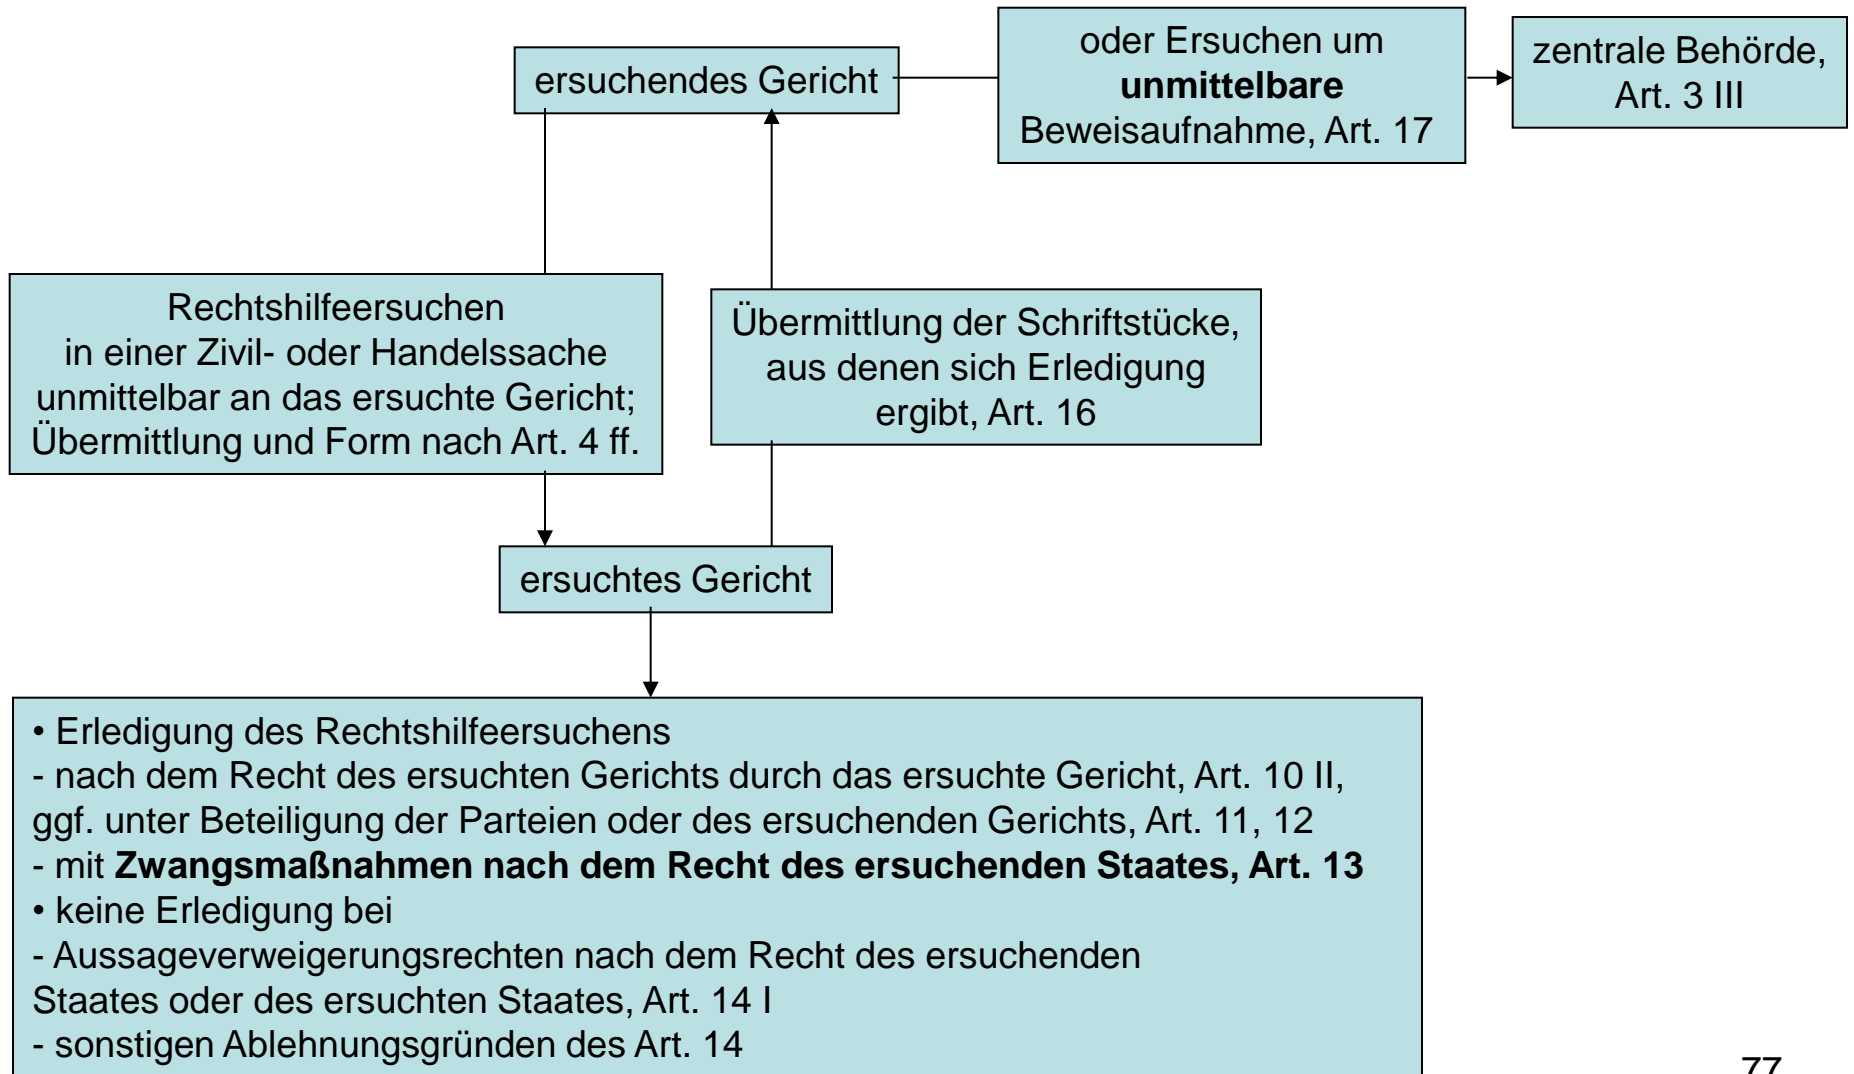 ersuchendes Gericht
oder Ersuchen um
unmittelbare
Beweisaufnahme, Art. 17
zentrale Behörde,
Art. 3 III
Rechtshilfeersuchen
in einer Zivil- oder Handelssache
unmittelbar an das ersuchte Gericht;
Übermittlung und Form nach Art. 4 ff.
Übermittlung der Schriftstücke,
aus denen sich Erledigung
ergibt, Art. 16
ersuchtes Gericht
• Erledigung des Rechtshilfeersuchens
- nach dem Recht des ersuchten Gerichts durch das ersuchte Gericht, Art. 10 II,
ggf. unter Beteiligung der Parteien oder des ersuchenden Gerichts, Art. 11, 12
- mit Zwangsmaßnahmen nach dem Recht des ersuchenden Staates, Art. 13
• keine Erledigung bei
- Aussageverweigerungsrechten nach dem Recht des ersuchenden
Staates oder des ersuchten Staates, Art. 14 I
- sonstigen Ablehnungsgründen des Art. 14
77